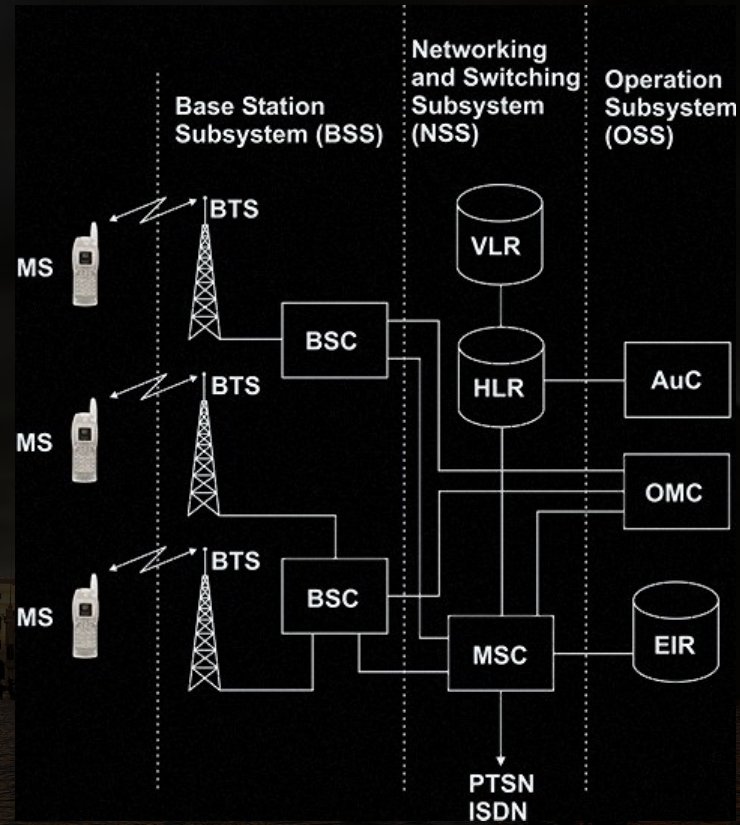 Networking
and Switching
Subsystem
(NSS)
Operation
Subsystem
(OSS)
Base Station
Subsystem (BSS)
BTS
MS
VLR
BSC
HLR
AuC
BTS
MS
OMC
BTS
MS
BSC
MSC
EIR
PTSN
ISDN